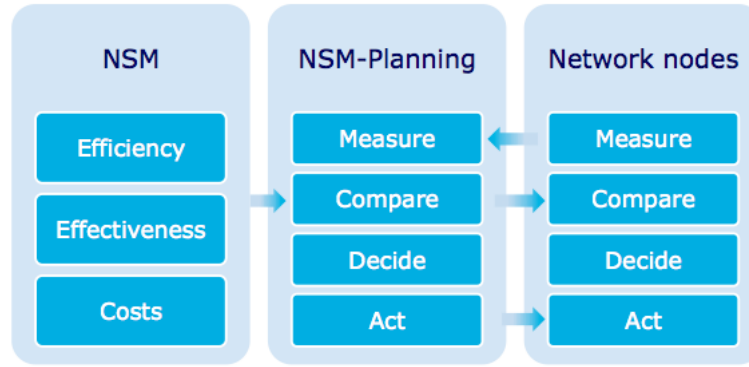 NSM
Efficiency
Effectiveness
Costs
NSM-Planning
Measure
Compare
Decide
Act
Network nodes
Measure
Compare
Decide
Act